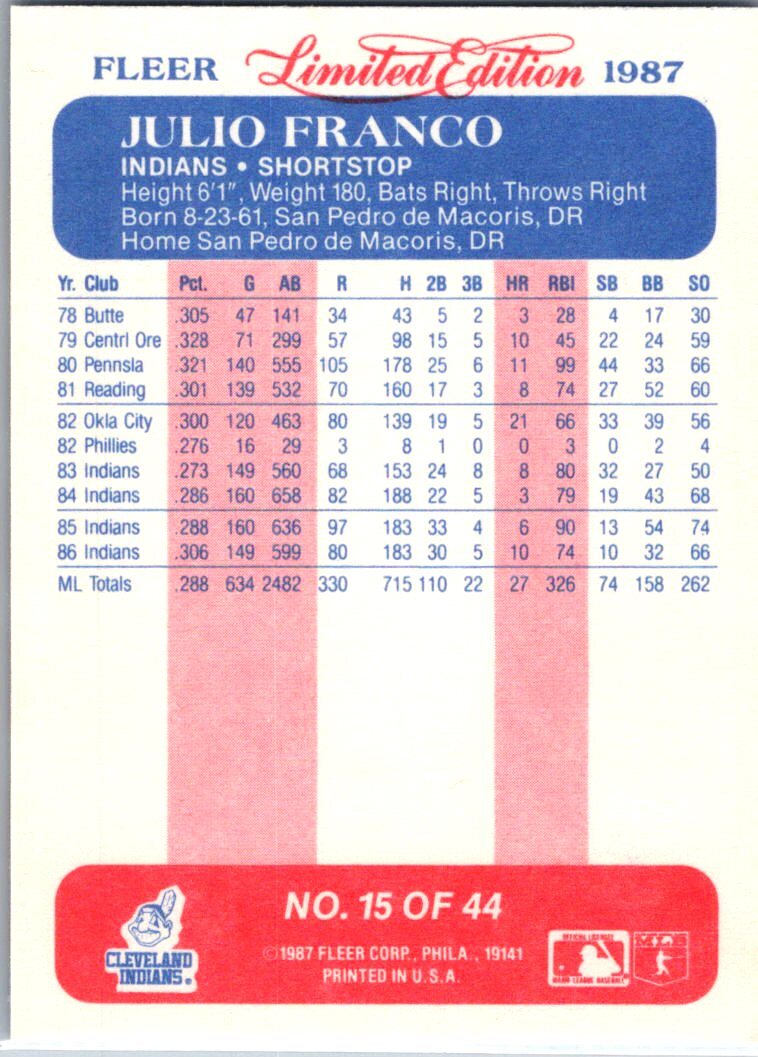 FLEER Limited Edition 1987
JULIO FRANCO
INDIANS • SHORTSTOP
Height 6'1", Weight 180, Bats Right, Throws Right
Born 8-23-61, San Pedro de Macoris, DR
Home San Pedro de Macoris, DR
Yr. Club Pct. G AB R H 2B 3B HR RBI SB BB SO
78 Butte .305 47 141 34 43 5 2 3 28 4 17 30
79 Centrl Ore .328 71 299 57 98 15 5 10 45 22 24 59
80 Pennsla .321 140 555 105 178 25 6 11 99 44 33 66
81 Reading .301 139 532 70 160 17 3 8 74 27 52 60
82 Okla City .300 120 463 80 139 19 5 21 66 33 39 56
82 Phillies .276 16 29 3 8 1 0 0 3 0 2 4
83 Indians .273 149 560 68 153 24 8 8 80 32 27 50
84 Indians .286 160 658 82 188 22 5 3 79 19 43 68
85 Indians .288 160 636 97 183 33 4 6 90 13 54 74
86 Indians .306 149 599 80 183 30 5 10 74 10 32 66
ML Totals .288 634 2482 330 715 110 22 27 326 74 158 262
NO. 15 OF 44
CLEVELAND
INDIANS.®
©1987 FLEER CORP., PHILA., 19141
PRINTED IN U.S.A.
OFFICIAL LICENSEE
MAJOR LEAGUE BASEBALL